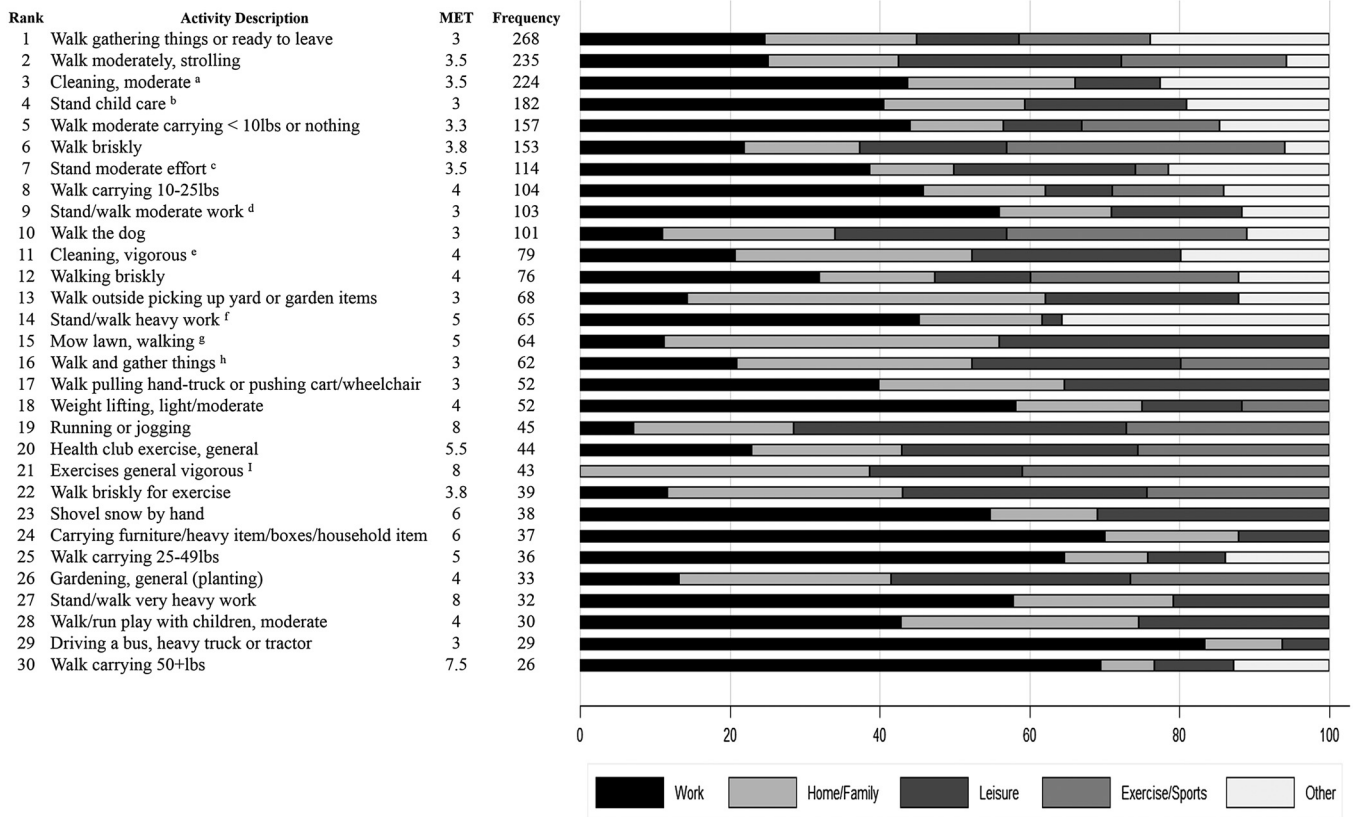 Rank Activity Description MET Frequency
1 Walk gathering things or ready to leave 3 268
2 Walk moderately, strolling 3.5 235
3 Cleaning, moderate a 3.5 224
4 Stand child care b 3 182
5 Walk moderate carrying < 10lbs or nothing 3.3 157
6 Walk briskly 3.8 153
7 Stand moderate effort c 3.5 114
8 Walk carrying 10-25lbs 4 104
9 Stand/walk moderate work d 3 103
10 Walk the dog 3 101
11 Cleaning, vigorous e 4 79
12 Walking briskly 4 76
13 Walk outside picking up yard or garden items 3 68
14 Stand/walk heavy work f 5 65
15 Mow lawn, walking g 5 64
16 Walk and gather things h 3 62
17 Walk pulling hand-truck or pushing cart/wheelchair 3 52
18 Weight lifting, light/moderate 4 52
19 Running or jogging 8 45
20 Health club exercise, general 5.5 44
21 Exercises general vigorous I 8 43
22 Walk briskly for exercise 3.8 39
23 Shovel snow by hand 6 38
24 Carrying furniture/heavy item/boxes/household item 6 37
25 Walk carrying 25-49lbs 5 36
26 Gardening, general (planting) 4 33
27 Stand/walk very heavy work 8 32
28 Walk/run play with children, moderate 4 30
29 Driving a bus, heavy truck or tractor 3 29
30 Walk carrying 50+lbs 7.5 26
0 20 40 60 80 100
Work Home/Family Leisure Exercise/Sports Other